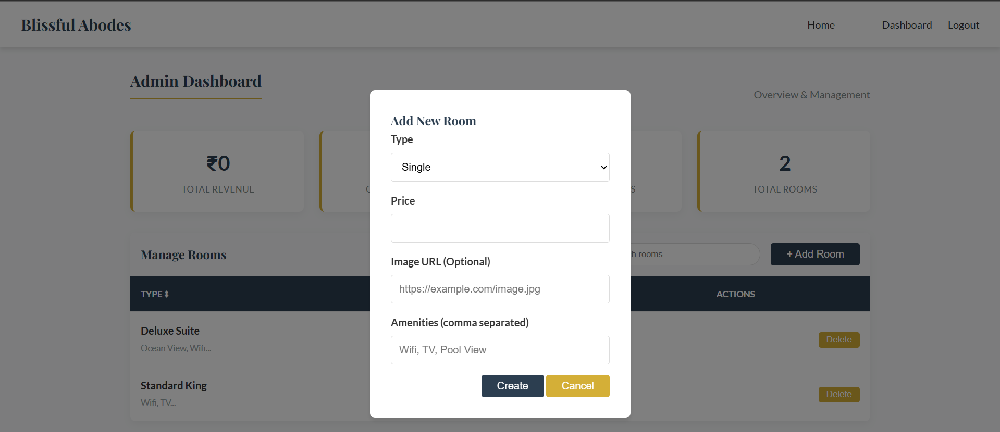 Blissful Abodes
Home Dashboard Logout
Admin Dashboard
Overview & Management
₹0
TOTAL REVENUE
2
TOTAL ROOMS
Manage Rooms
rooms...
+ Add Room
TYPE
ACTIONS
Deluxe Suite
Ocean View, Wifi...
Delete
Standard King
Wifi, TV...
Delete
Add New Room
Type
Single
Price
Image URL (Optional)
https://example.com/image.jpg
Amenities (comma separated)
Wifi, TV, Pool View
Create Cancel